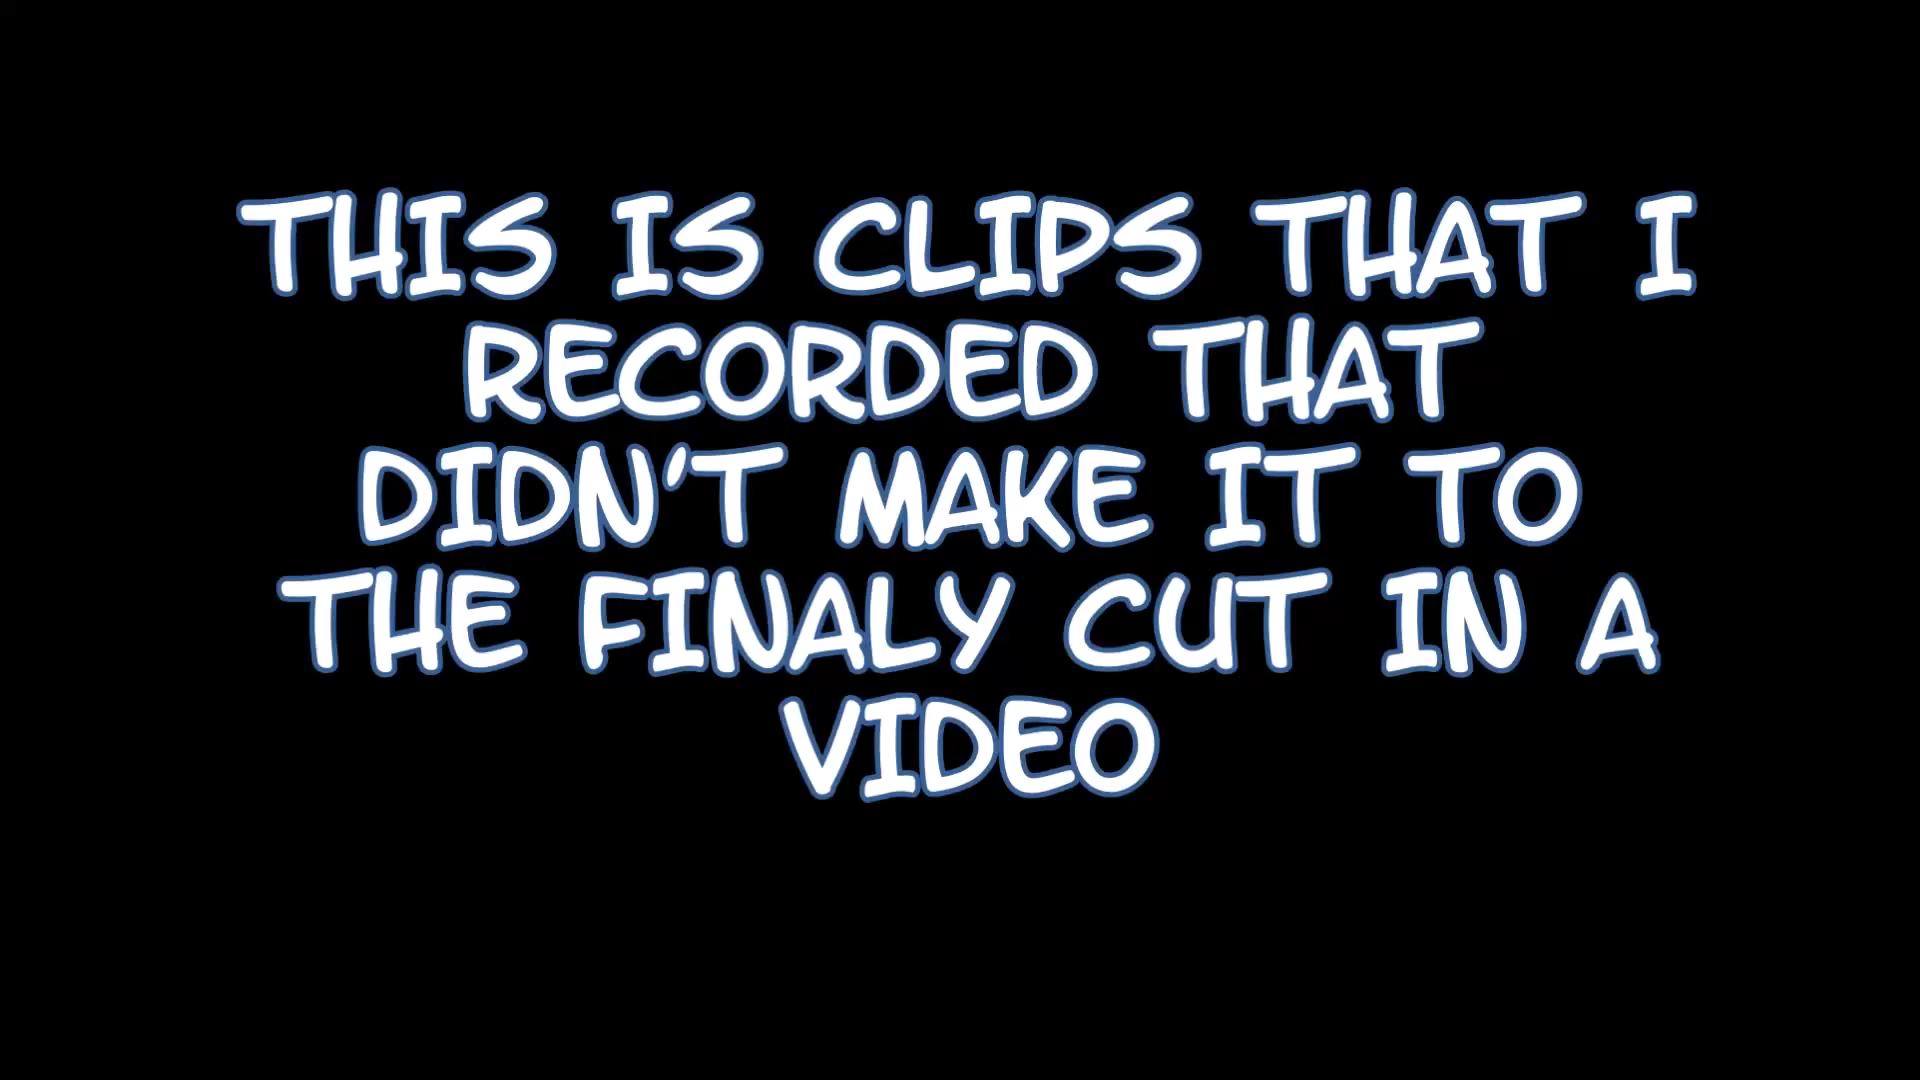 THIS IS CLIPS THAT I
RECORDED THAT
DIDN'T MAKE IT TO
THE FINALY CUT IN A
VIDEO